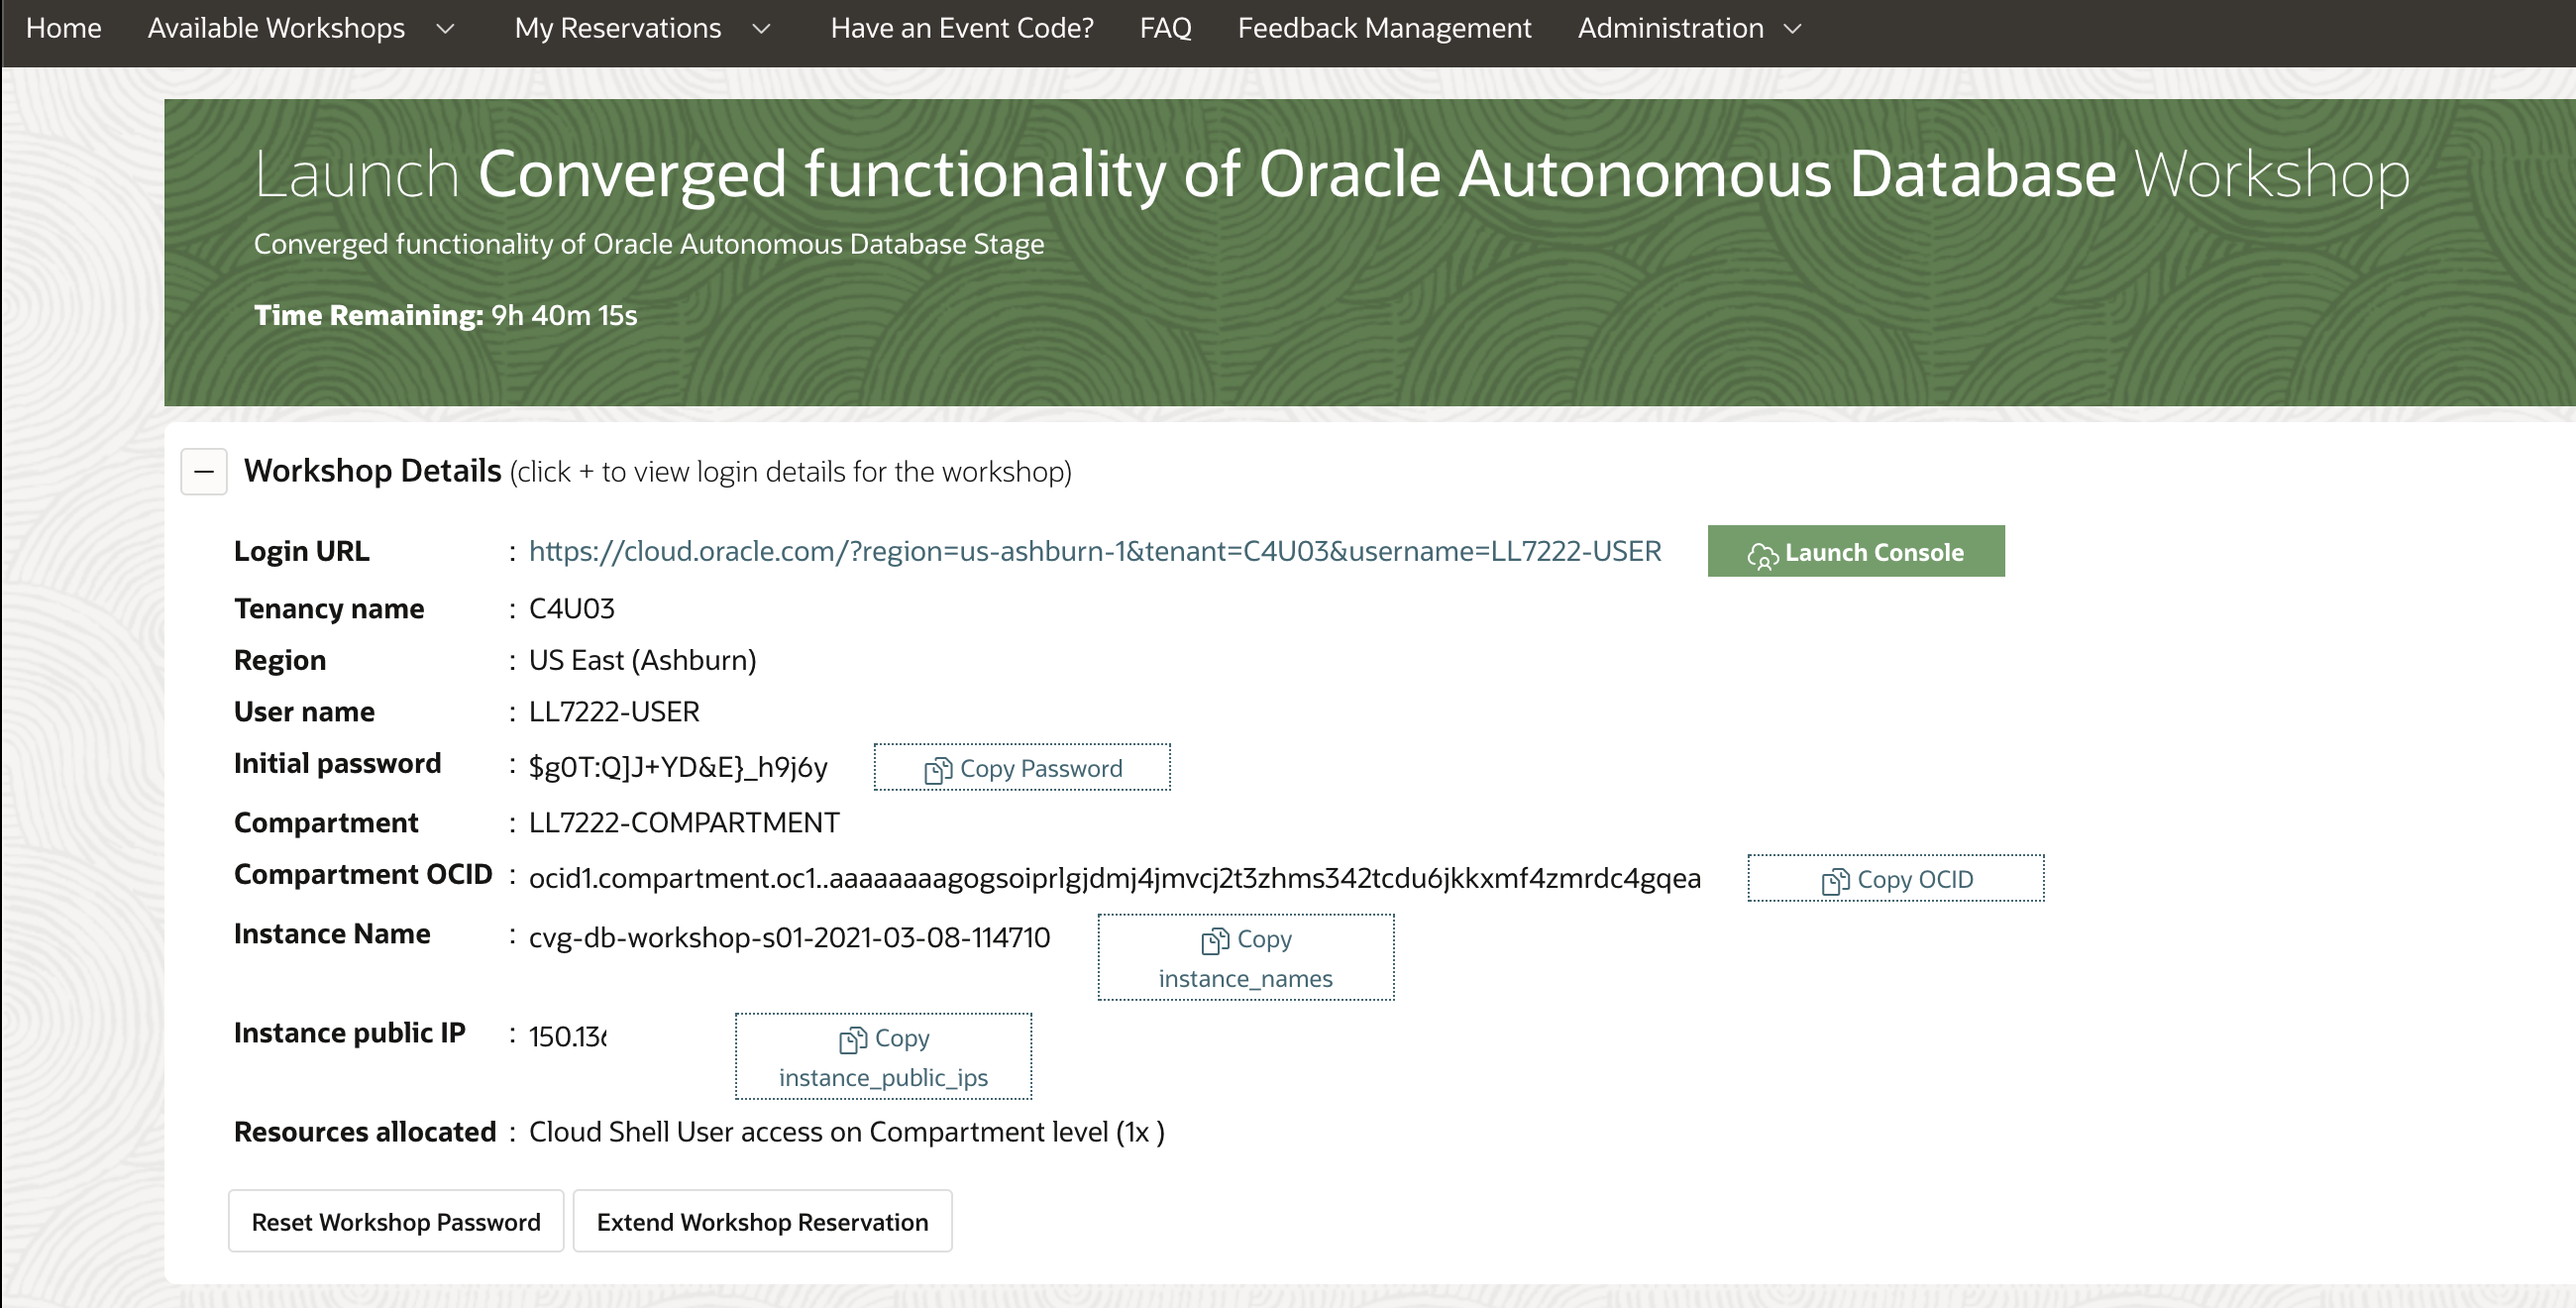 Home Available Workshops My Reservations Have an Event Code? FAQ Feedback Management Administration
Launch Converged functionality of Oracle Autonomous Database Workshop
Converged functionality of Oracle Autonomous Database Stage
Time Remaining: 9h 40m 15s
Workshop Details (click + to view login details for the workshop)
Login URL : https://cloud.oracle.com/?region=us-ashburn-1&tenant=C4U03&username=LL7222-USER Launch Console
Tenancy name : C4U03
Region : US East (Ashburn)
User name : LL7222-USER
Initial password : $g0T:Q]J+YD&E}_h9j6y Copy Password
Compartment : LL7222-COMPARTMENT
Compartment OCID : ocid1.compartment.oc1..aaaaaaaagogsoiprlgjdmj4jmvcj2t3zhms342tcdu6jkkxmf4zmrdc4gqea Copy OCID
Instance Name : cvg-db-workshop-s01-2021-03-08-114710 Copy
instance_names
Instance public IP : 150.13 Copy
instance_public_ips
Resources allocated : Cloud Shell User access on Compartment level (1x )
Reset Workshop Password Extend Workshop Reservation